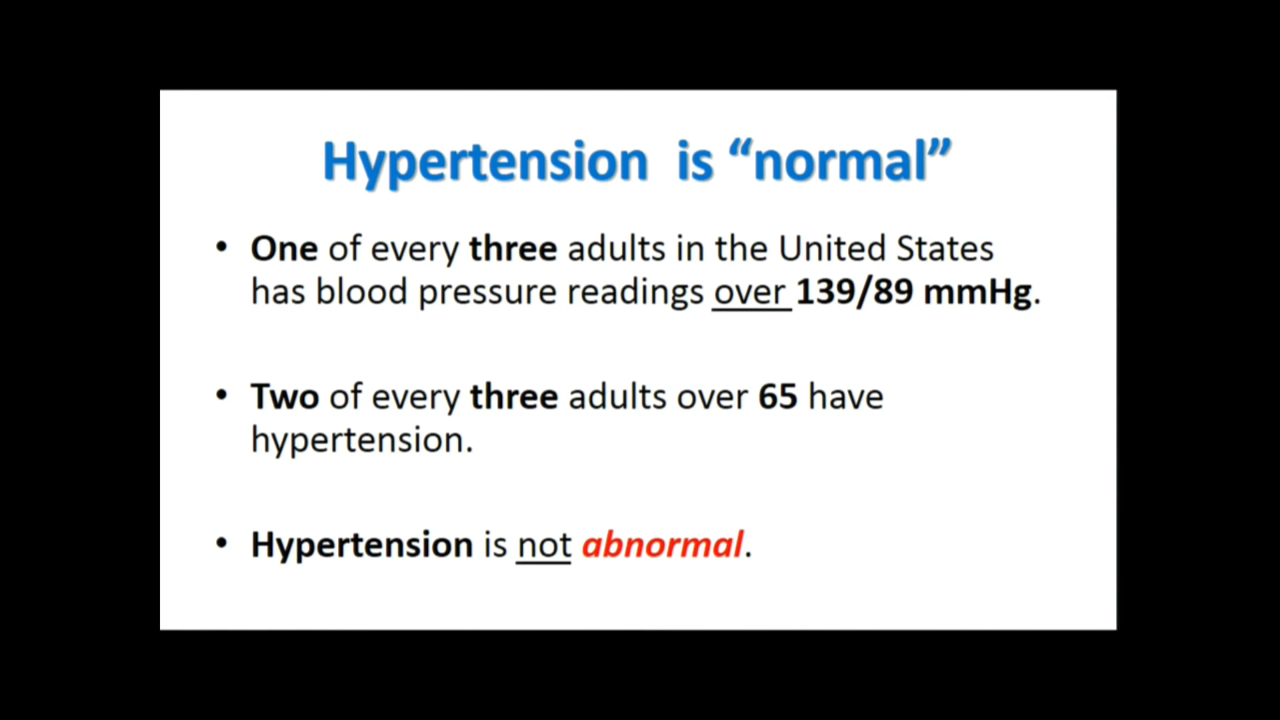 Hypertension is “normal”
• One of every three adults in the United States
has blood pressure readings over 139/89 mmHg.
• Two of every three adults over 65 have
hypertension.
• Hypertension is not abnormal.